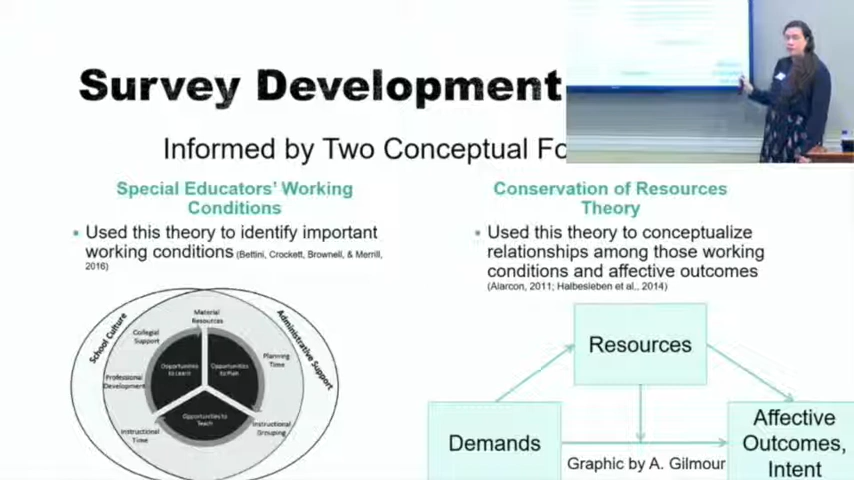 Survey Development
Informed by Two Conceptual Fo
Special Educators' Working
Conditions
▪ Used this theory to identify important
working conditions (Bettini, Crockett, Brownell, & Merrill,
2016)
School Culture
Administrative Support
Material
Resources
Collegial
Support
Planning
Time
Professional
Development
Instructional
Time
Instructional
Grouping
Opportunities
to Learn
Opportunities
to Plan
Opportunities to
Teach
Conservation of Resources
Theory
▪ Used this theory to conceptualize
relationships among those working
conditions and affective outcomes
(Alarcon, 2011; Halbesleben et al., 2014)
Resources
Demands
Affective
Outcomes,
Intent
Graphic by A. Gilmour